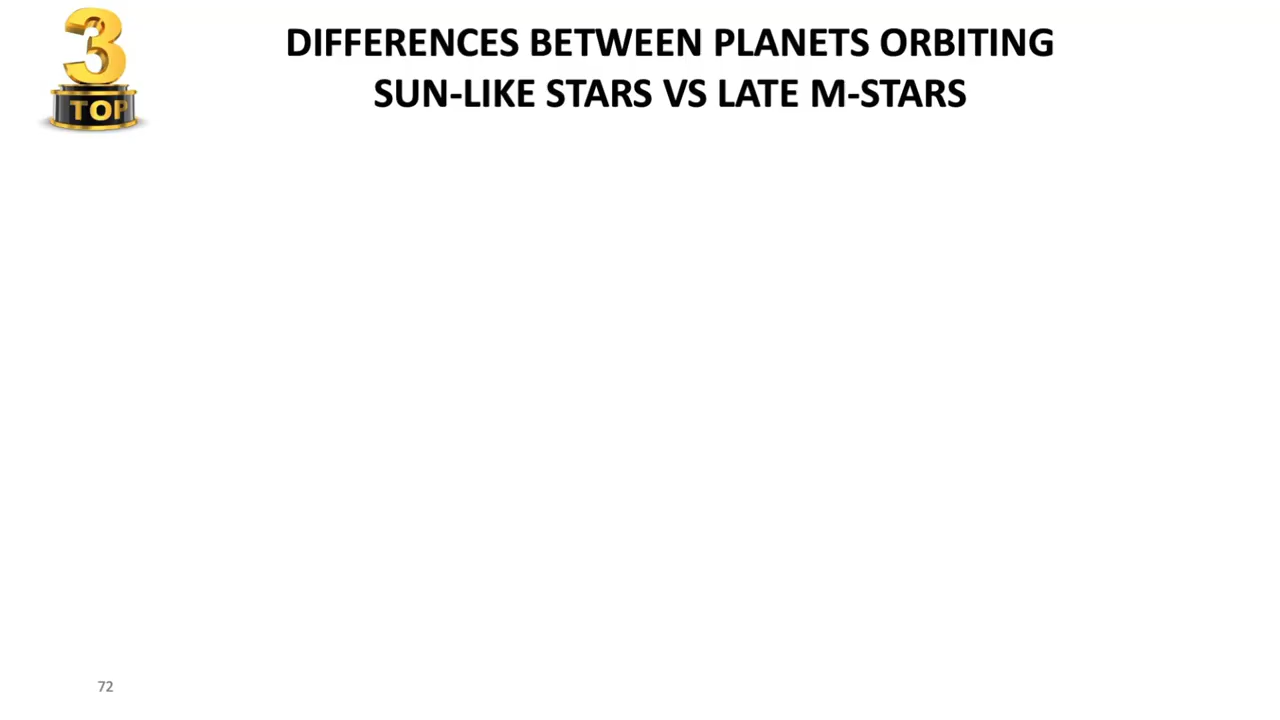 3
TOP
DIFFERENCES BETWEEN PLANETS ORBITING
SUN-LIKE STARS VS LATE M-STARS
72